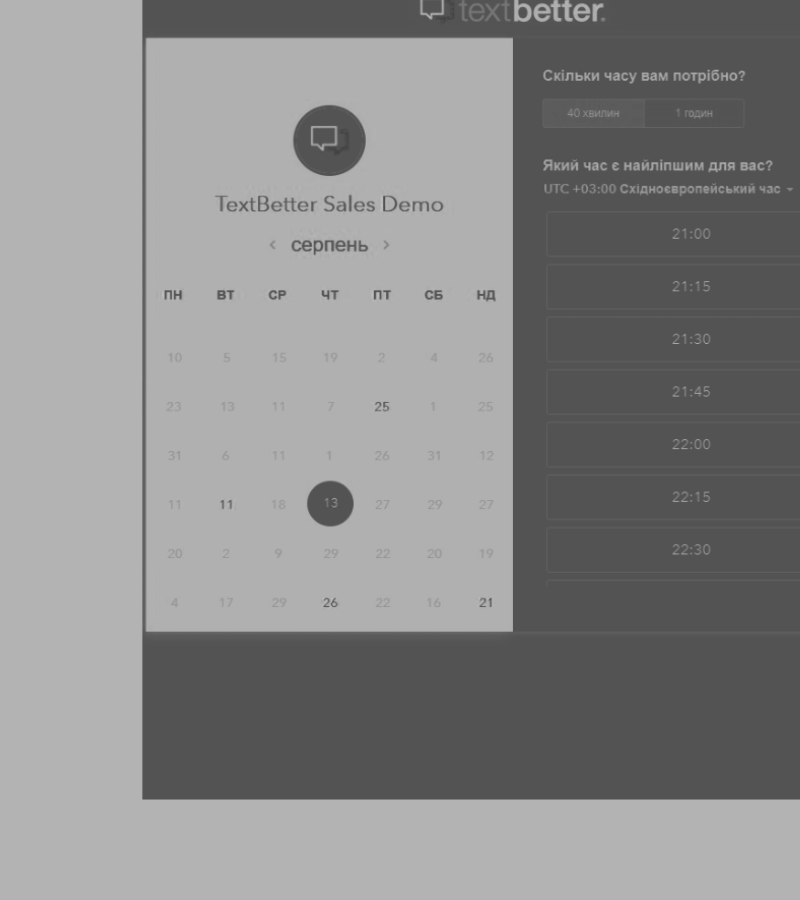 textbetter.
TextBetter Sales Demo
‹ серпень ›
ПН ВТ СР ЧТ ПТ СБ НД
10 5 15 19 2 4 26
23 13 11 7 25 1 25
31 6 11 1 26 31 12
11 11 18 13 27 29 27
20 2 9 29 22 20 19
4 17 29 26 22 16 21
Скільки часу вам потрібно?
40 хвилин 1 годин
Який час є найліпшим для вас?
UTC +03:00 Східноєвропейський час
21:00
21:15
21:30
21:45
22:00
22:15
22:30